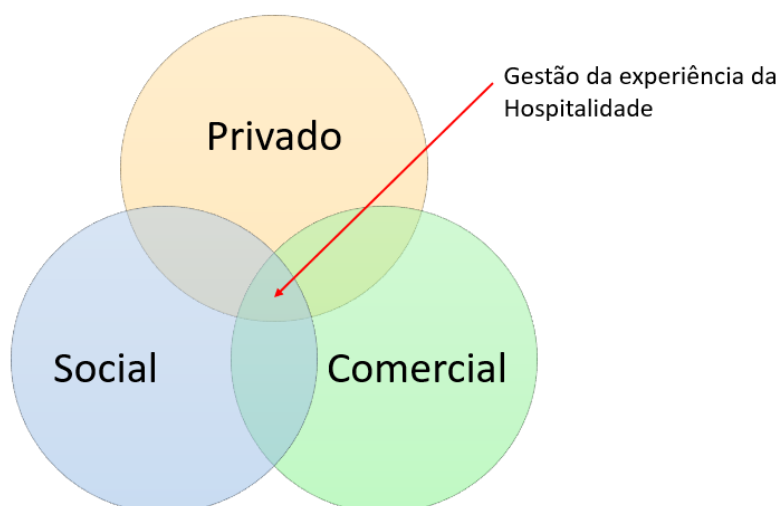 Privado
Gestão da experiência da
Hospitalidade
Social
Comercial